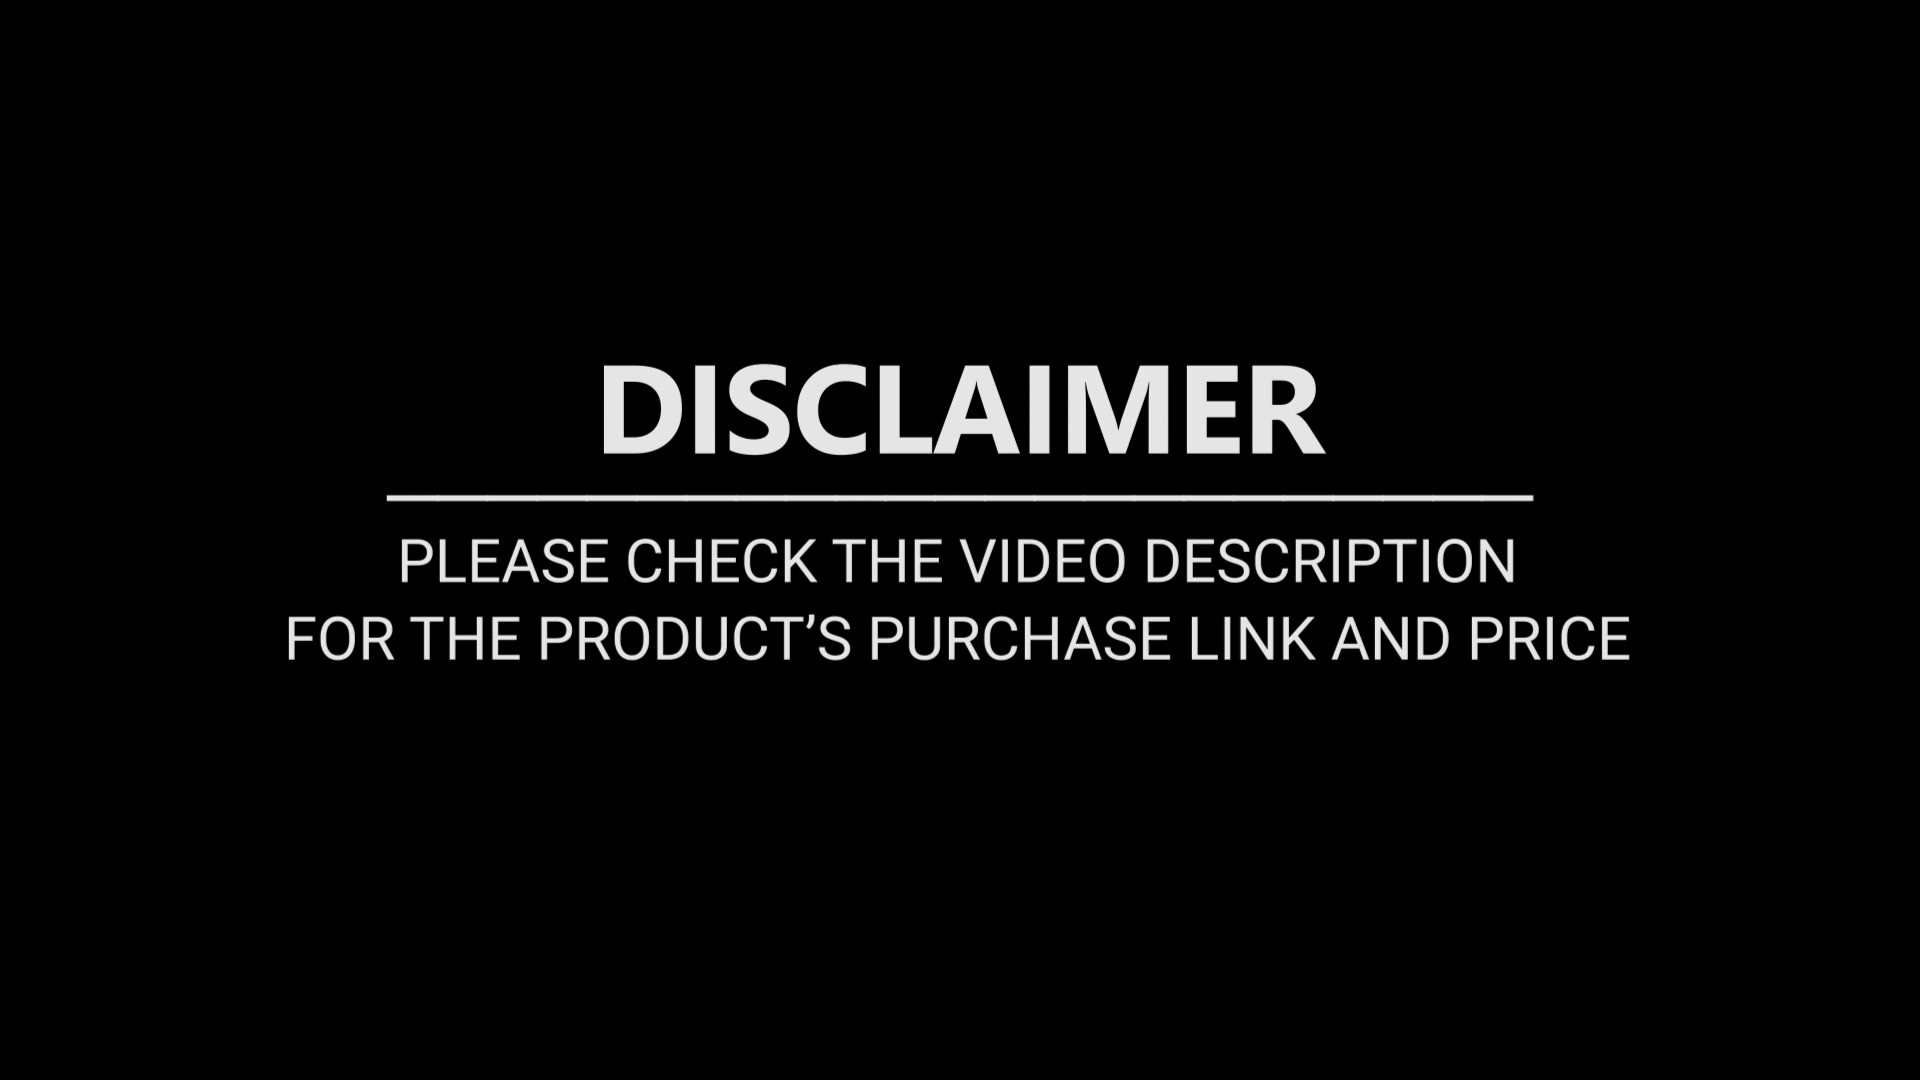 DISCLAIMER
PLEASE CHECK THE VIDEO DESCRIPTION
FOR THE PRODUCT’S PURCHASE LINK AND PRICE